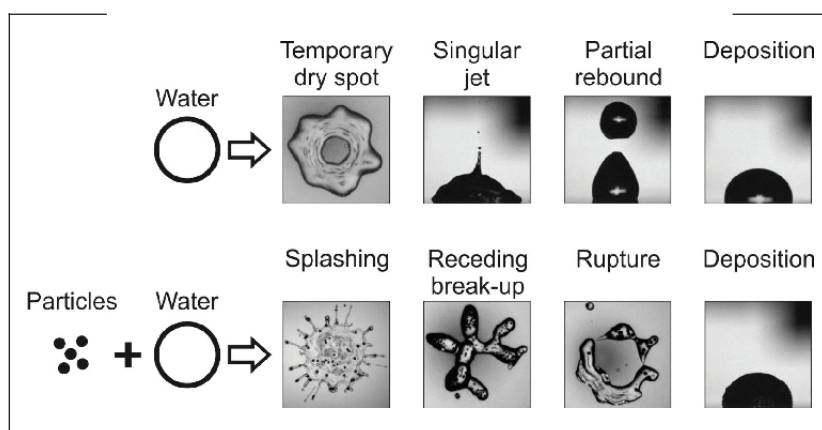 Temporary
dry spot
Singular
jet
Partial
rebound
Deposition
Water
Splashing
Receding
break-up
Rupture
Deposition
Particles
Water
+